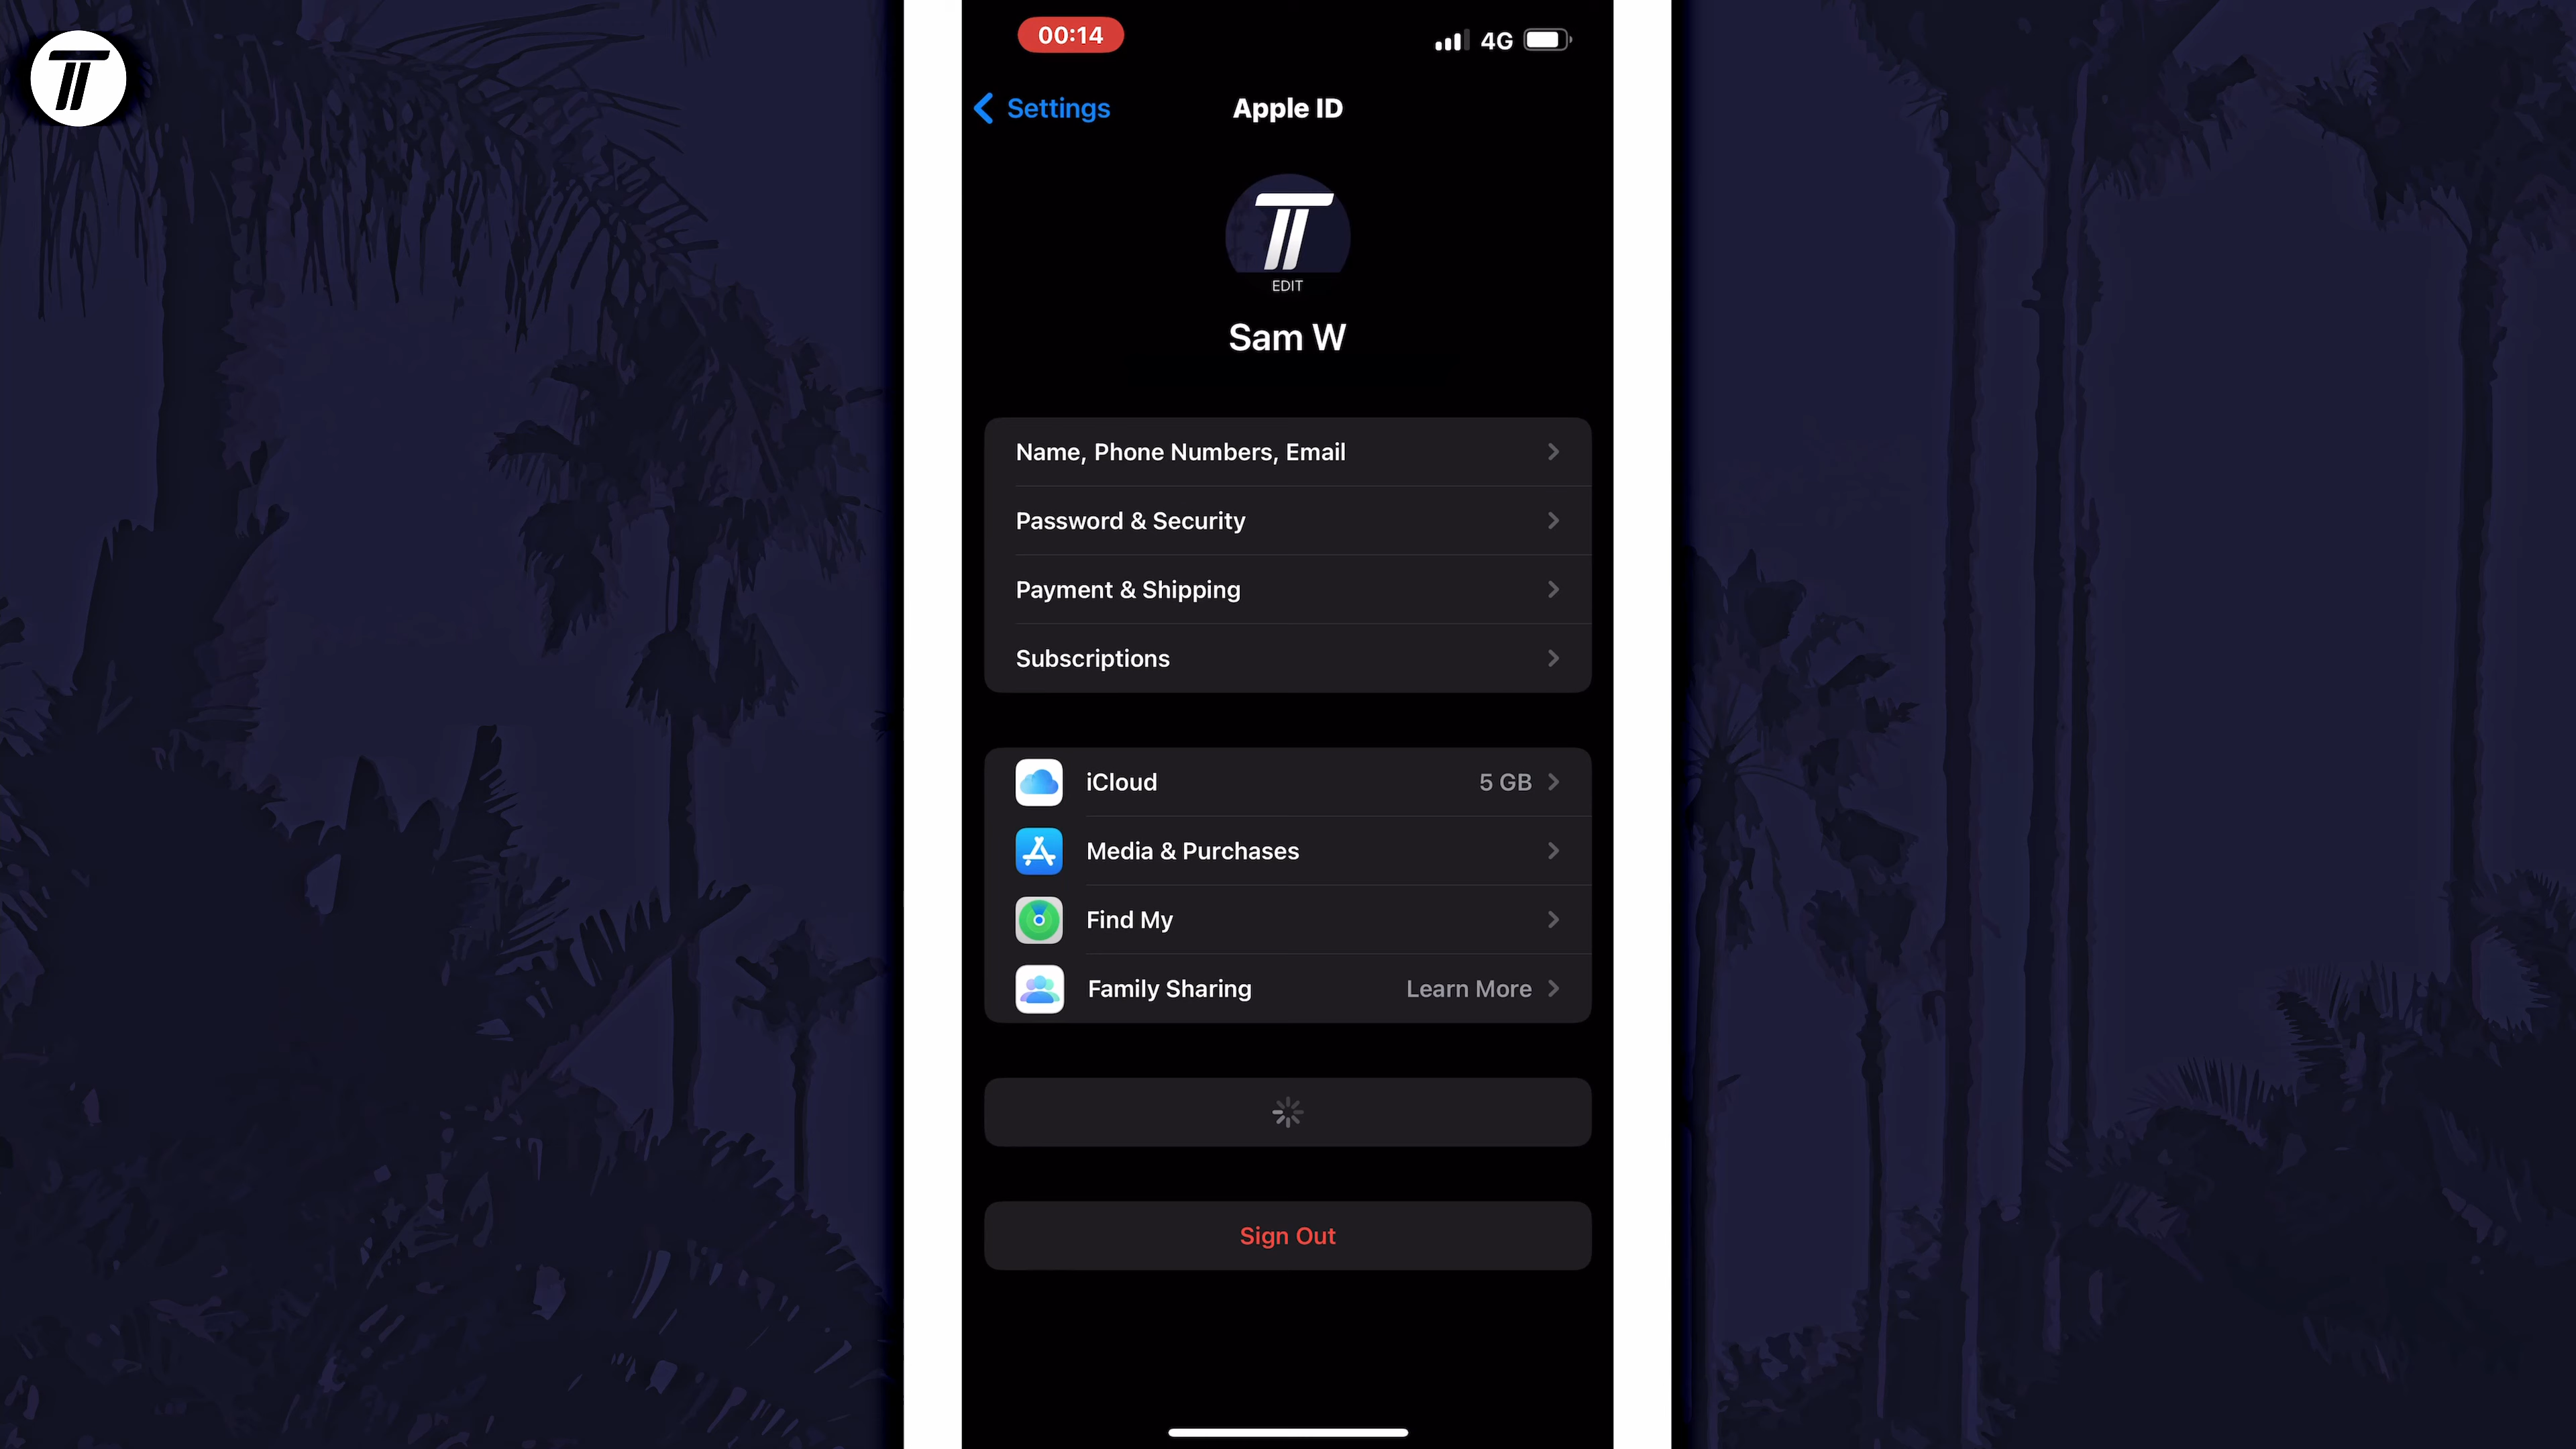 00:14
4G
Settings
Apple ID
EDIT
Sam W
Name, Phone Numbers, Email
Password & Security
Payment & Shipping
Subscriptions
iCloud
5 GB
Media & Purchases
Find My
Family Sharing
Learn More
Sign Out